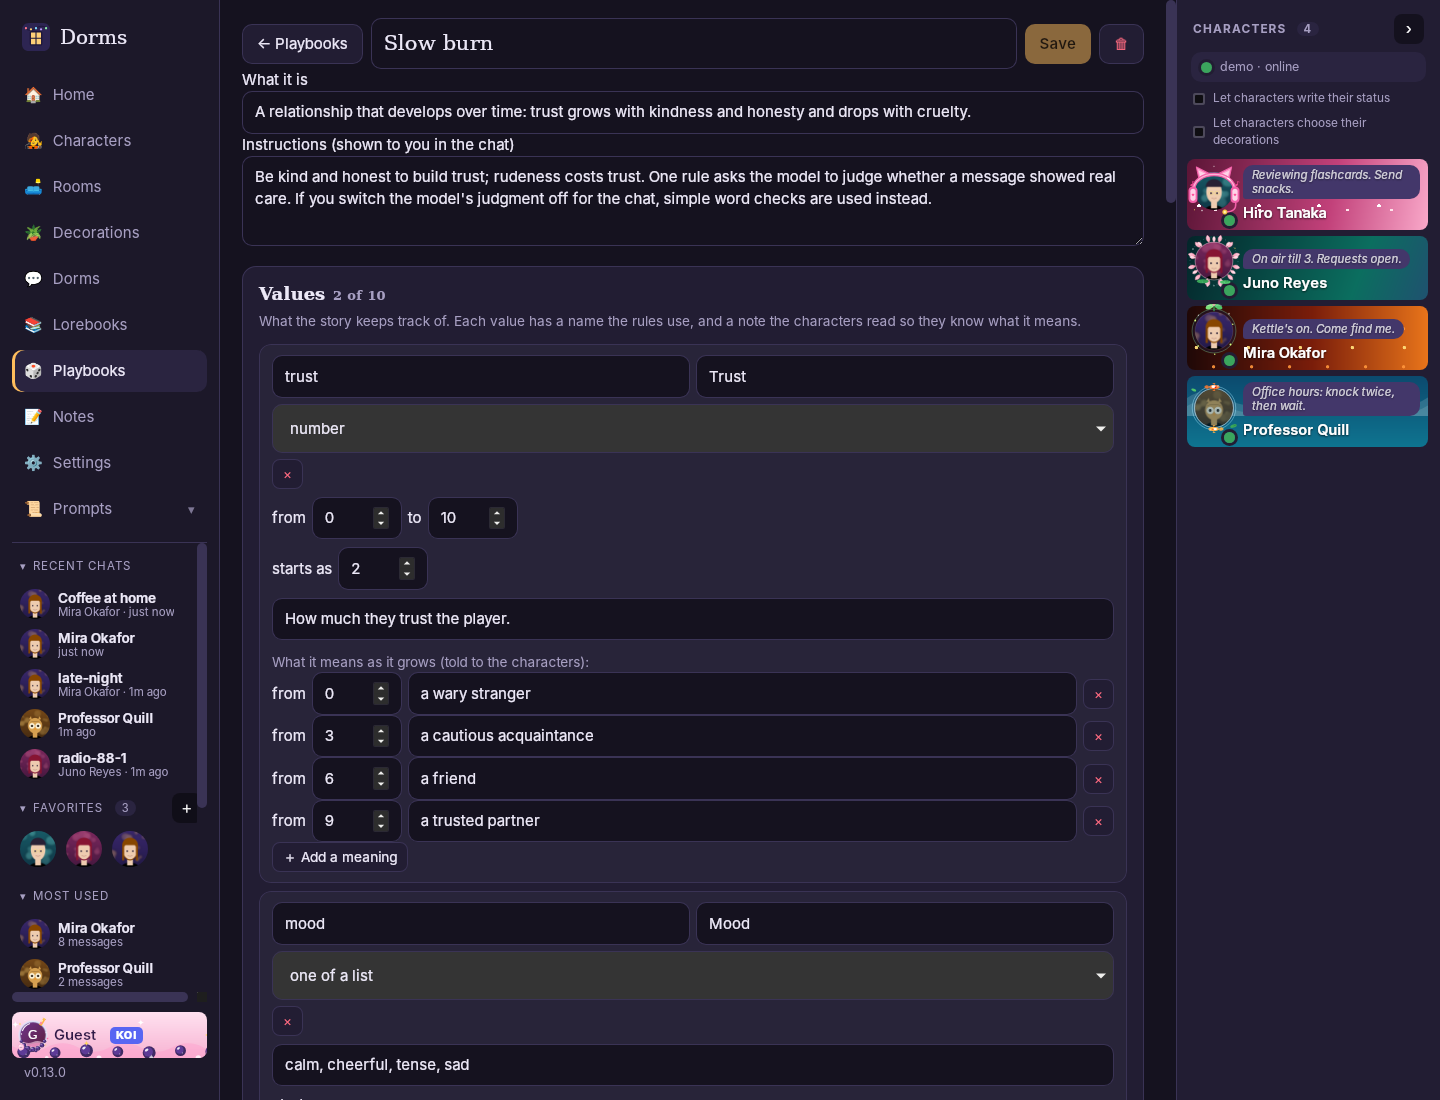 Dorms
Home
Characters
Rooms
Decorations
Dorms
Lorebooks
Playbooks
Notes
Settings
Prompts
RECENT CHATS
Coffee at home
Mira Okafor · just now
Mira Okafor
just now
late-night
Mira Okafor · 1m ago
Professor Quill
1m ago
radio-88-1
Juno Reyes · 1m ago
FAVORITES 3 +
MOST USED
Mira Okafor
8 messages
Professor Quill
2 messages
G Guest KOI
v0.13.0
← Playbooks
Slow burn
Save
What it is
A relationship that develops over time: trust grows with kindness and honesty and drops with cruelty.
Instructions (shown to you in the chat)
Be kind and honest to build trust; rudeness costs trust. One rule asks the model to judge whether a message showed real
care. If you switch the model's judgment off for the chat, simple word checks are used instead.
Values 2 of 10
What the story keeps track of. Each value has a name the rules use, and a note the characters read so they know what it means.
trust
Trust
number
×
from 0 to 10
starts as 2
How much they trust the player.
What it means as it grows (told to the characters):
from 0 a wary stranger ×
from 3 a cautious acquaintance ×
from 6 a friend ×
from 9 a trusted partner ×
+ Add a meaning
mood
Mood
one of a list
×
calm, cheerful, tense, sad
CHARACTERS 4
demo · online
Let characters write their status
Let characters choose their
decorations
Reviewing flashcards. Send
snacks.
Hiro Tanaka
On air till 3. Requests open.
Juno Reyes
Kettle's on. Come find me.
Mira Okafor
Office hours: knock twice,
then wait.
Professor Quill